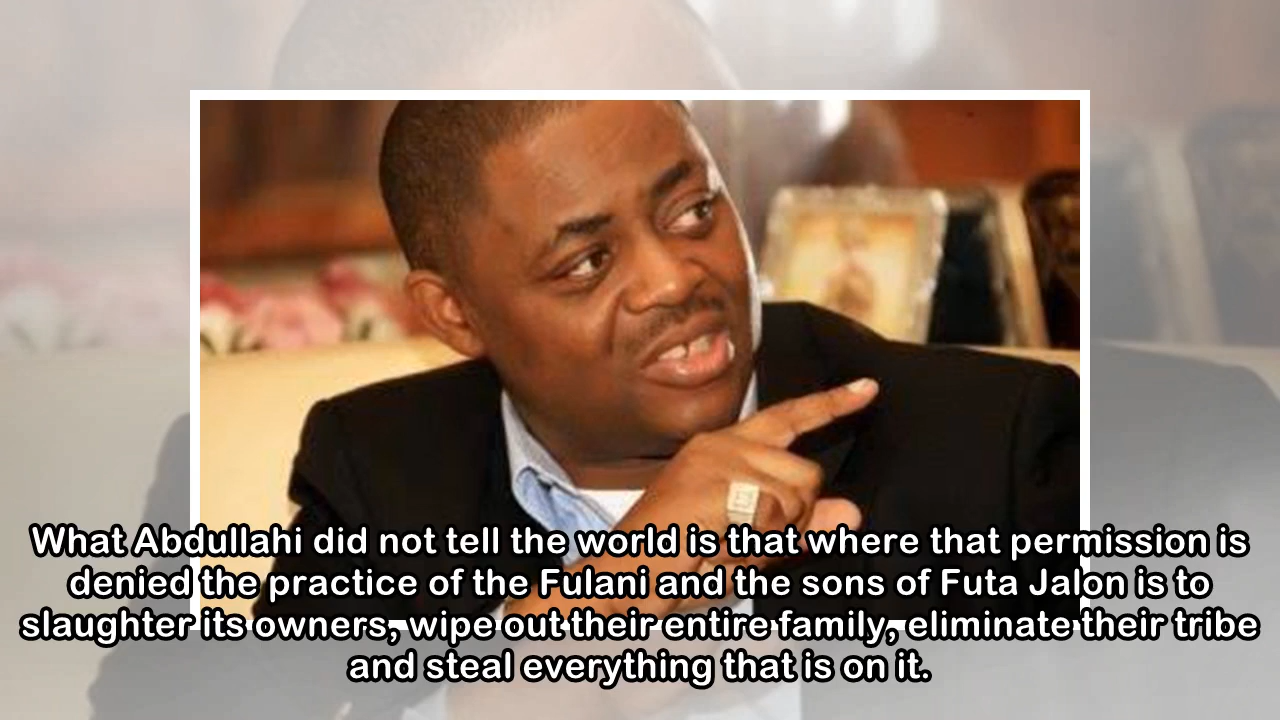 What Abdullahi did not tell the world is that where that permission is
denied the practice of the Fulani and the sons of Futa Jalon is to
slaughter its owners, wipe out their entire family, eliminate their tribe
and steal everything that is on it.